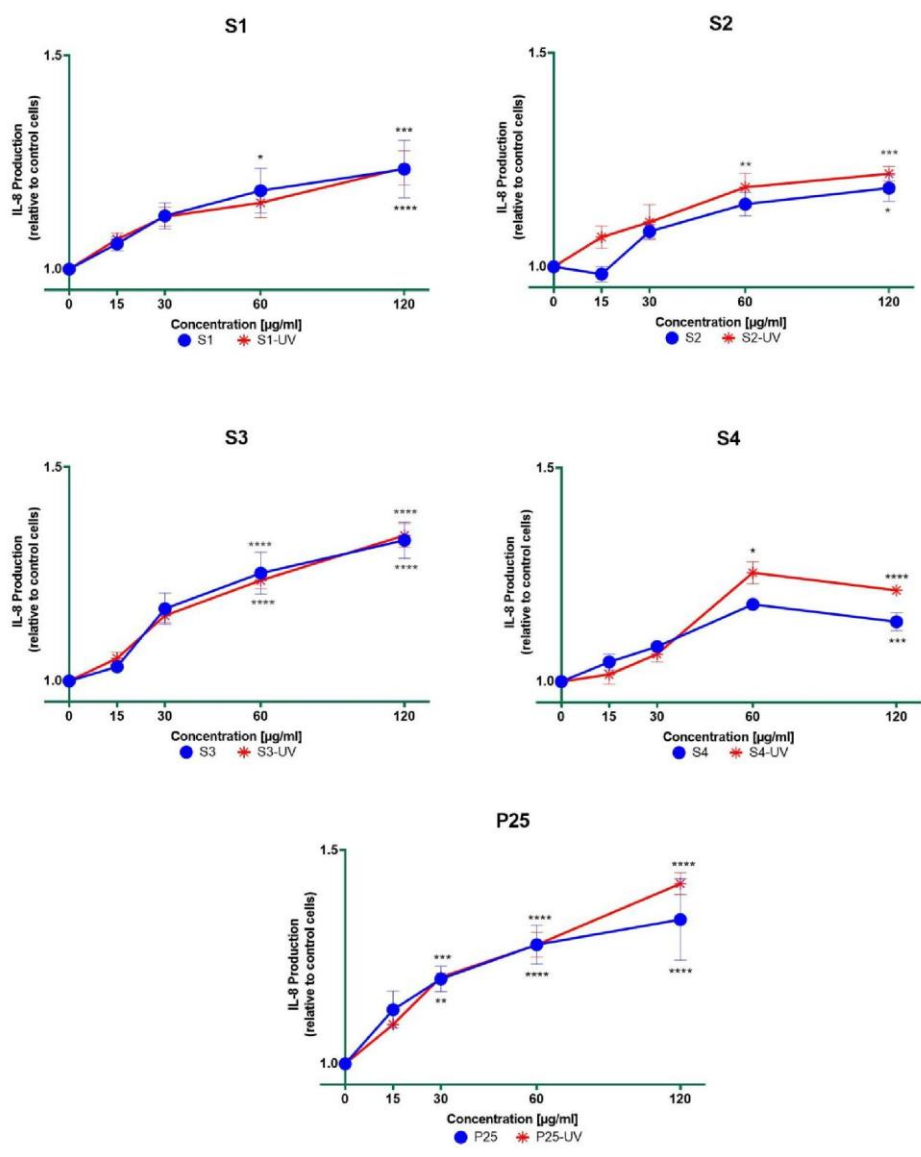 S1
1.5
IL-8 Production
(relative to control cells)
*
***
****
1.0
0 15 30 60 120
Concentration [µg/ml]
S1 S1-UV
S2
1.5
IL-8 Production
(relative to control cells)
**
***
*
1.0
0 15 30 60 120
Concentration [µg/ml]
S2 S2-UV
S3
1.5
IL-8 Production
(relative to control cells)
****
****
****
****
1.0
0 15 30 60 120
Concentration [µg/ml]
S3 S3-UV
S4
1.5
IL-8 Production
(relative to control cells)
*
****
***
1.0
0 15 30 60 120
Concentration [µg/ml]
S4 S4-UV
P25
1.5
IL-8 Production
(relative to control cells)
****
****
***
**
****
****
1.0
0 15 30 60 120
Concentration [µg/ml]
P25 P25-UV